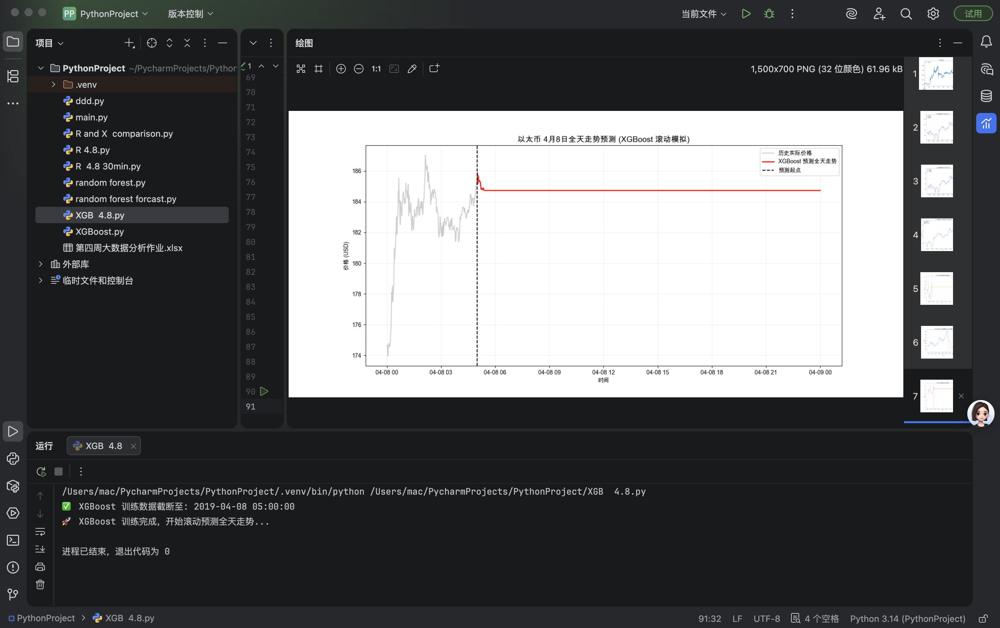 PP PythonProject 版本控制 当前文件 试用
项目
PythonProject ~/PycharmProjects/Python
.venv
ddd.py
main.py
R and X  comparison.py
R 4.8.py
R  4.8 30min.py
random forest.py
random forest forcast.py
XGB  4.8.py
XGBoost.py
第四周大数据分析作业.xlsx
外部库
临时文件和控制台
1
69
70
71
72
73
74
75
76
77
78
79
80
81
82
83
84
85
86
87
88
89
90
91
绘图
1:1 1,500x700 PNG (32 位颜色) 61.96 kB
以太币 4月8日全天走势预测 (XGBoost 滚动模拟)
历史实际价格
XGBoost 预测全天走势
预测起点
价格 (USD)
186
184
182
180
178
176
174
04-08 00 04-08 03 04-08 06 04-08 09 04-08 12 04-08 15 04-08 18 04-08 21 04-09 00
时间
1
2
3
4
5
6
7
运行 XGB  4.8
/Users/mac/PycharmProjects/PythonProject/.venv/bin/python /Users/mac/PycharmProjects/PythonProject/XGB  4.8.py
✅ XGBoost 训练数据截断至: 2019-04-08 05:00:00
🚀 XGBoost 训练完成，开始滚动预测全天走势...
进程已结束，退出代码为 0
PythonProject > XGB  4.8.py 91:32 LF UTF-8 4 个空格 Python 3.14 (PythonProject)